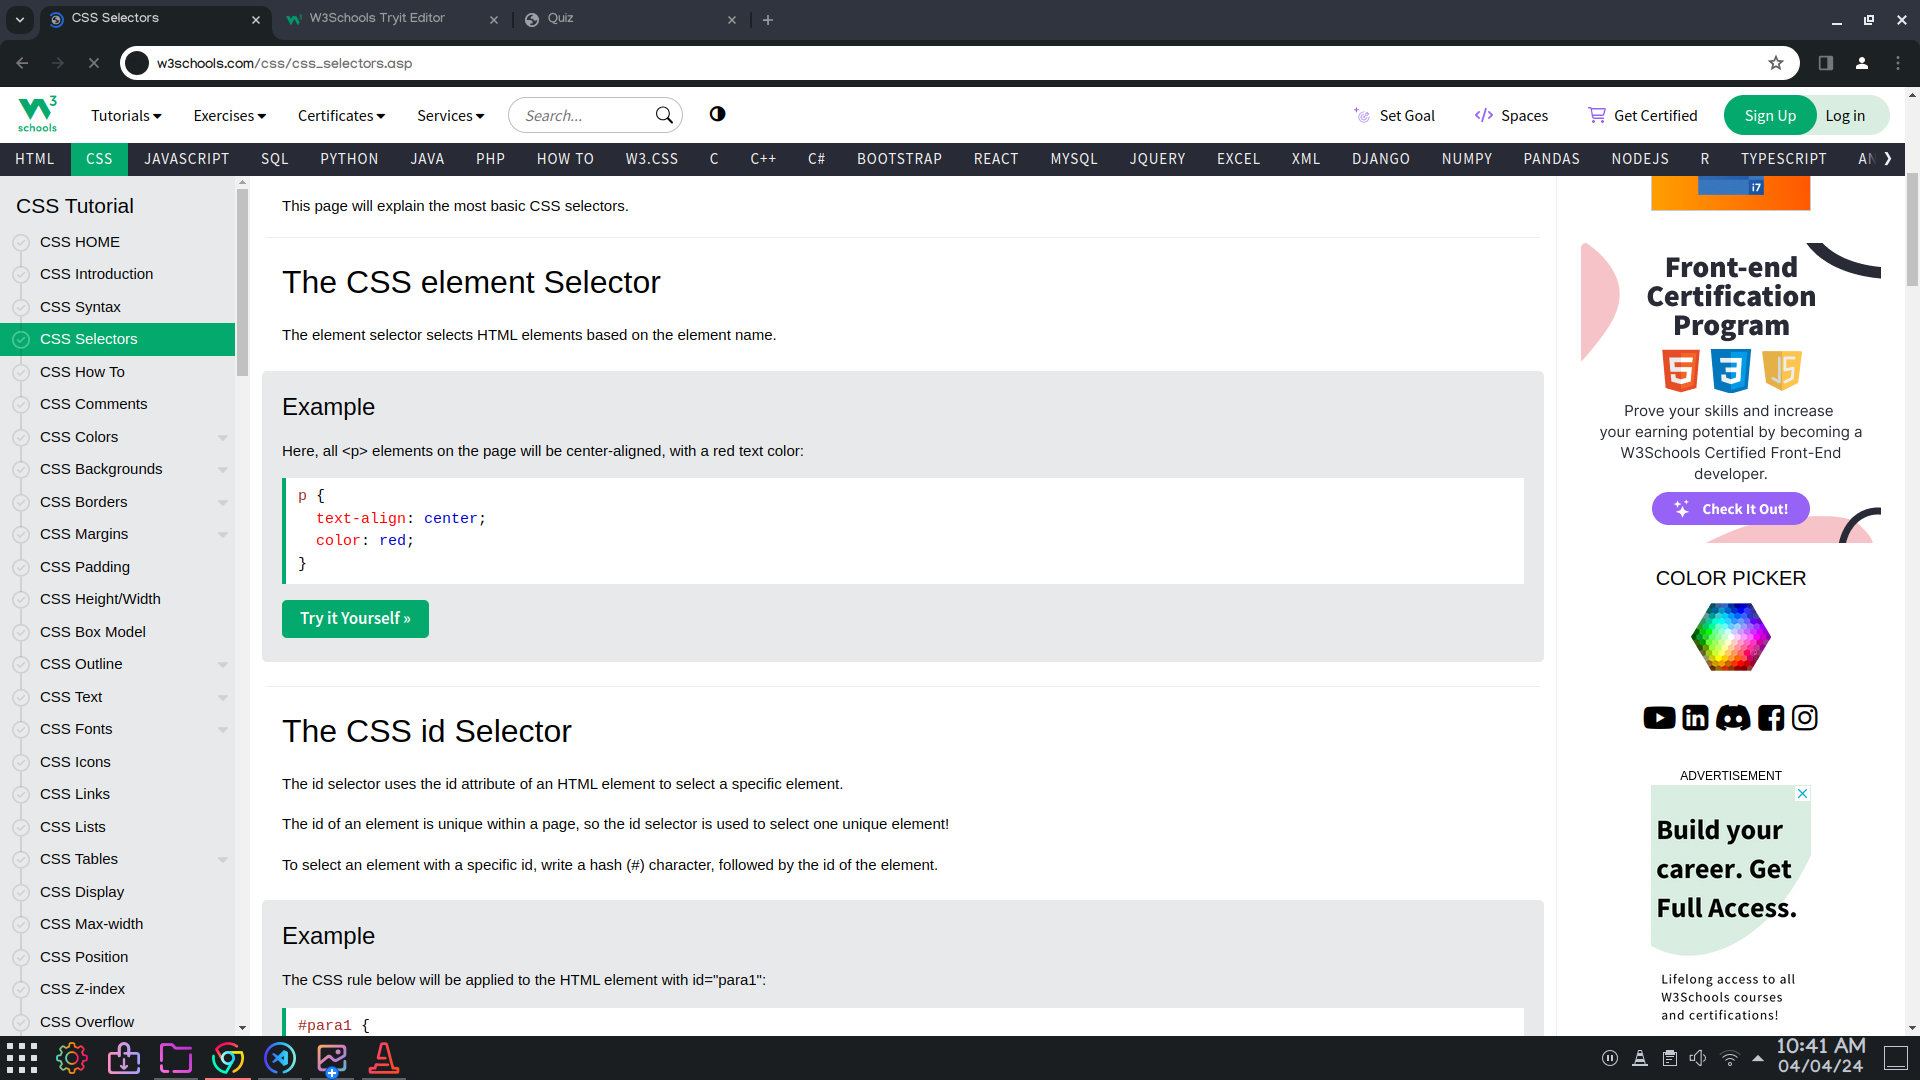 CSS Selectors
W3Schools Tryit Editor
Quiz
w3schools.com/css/css_selectors.asp
3
schools
Tutorials
Exercises
Certificates
Services
Search...
Set Goal
Spaces
Get Certified
Sign Up
Log in
HTML
CSS
JAVASCRIPT
SQL
PYTHON
JAVA
PHP
HOW TO
W3.CSS
C
C++
C#
BOOTSTRAP
REACT
MYSQL
JQUERY
EXCEL
XML
DJANGO
NUMPY
PANDAS
NODEJS
R
TYPESCRIPT
AN
CSS Tutorial
CSS HOME
CSS Introduction
CSS Syntax
CSS Selectors
CSS How To
CSS Comments
CSS Colors
CSS Backgrounds
CSS Borders
CSS Margins
CSS Padding
CSS Height/Width
CSS Box Model
CSS Outline
CSS Text
CSS Fonts
CSS Icons
CSS Links
CSS Lists
CSS Tables
CSS Display
CSS Max-width
CSS Position
CSS Z-index
CSS Overflow
This page will explain the most basic CSS selectors.
The CSS element Selector
The element selector selects HTML elements based on the element name.
Example
Here, all <p> elements on the page will be center-aligned, with a red text color:
p {
text-align: center;
color: red;
}
Try it Yourself »
The CSS id Selector
The id selector uses the id attribute of an HTML element to select a specific element.
The id of an element is unique within a page, so the id selector is used to select one unique element!
To select an element with a specific id, write a hash (#) character, followed by the id of the element.
Example
The CSS rule below will be applied to the HTML element with id="para1":
#para1 {
i7
Front-end
Certification
Program
5
3
JS
Prove your skills and increase
your earning potential by becoming a
W3Schools Certified Front-End
developer.
Check It Out!
COLOR PICKER
ADVERTISEMENT
Build your
career. Get
Full Access.
Lifelong access to all
W3Schools courses
and certifications!
10:41 AM
04/04/24